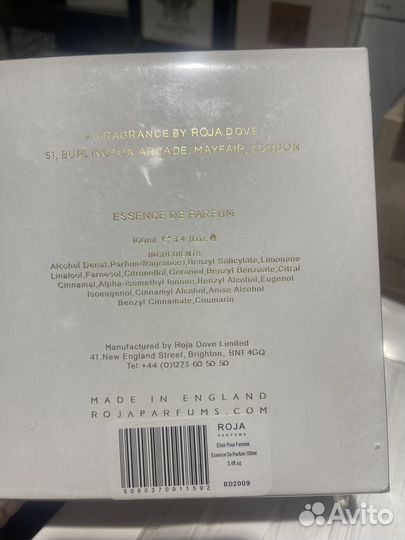 A FRAGRANCE BY ROJA DOVE
51, BURLINGTON ARCADE, MAYFAIR, LONDON
ESSENCE DE PARFUM
100ml ℮ 3.4 fl.oz
INGREDIENTS
Alcohol Denat,Parfum(fragrance),Benzyl Salicylate,Limonene
Linalool,Farnesol,Citronellol,Geraniol,Benzyl Benzoate,Citral
Cinnamal,Alpha-isomethyl Ionone,Benzyl Alcohol,Eugenol
Isoeugenol,Cinnamyl Alcohol,Anise Alcohol
Benzyl Cinnamate,Coumarin
Manufactured by Roja Dove Limited
41,New England Street, Brighton, BN1 4GQ
Tel:+44 (0)1273 60 50 50
MADE IN ENGLAND
ROJAPARFUMS.COM
ROJA
PARFUMS
Elixir Pour Femme
Essence De Parfum 100ml
3.4fl oz
5060370911592
RD2009
Avito